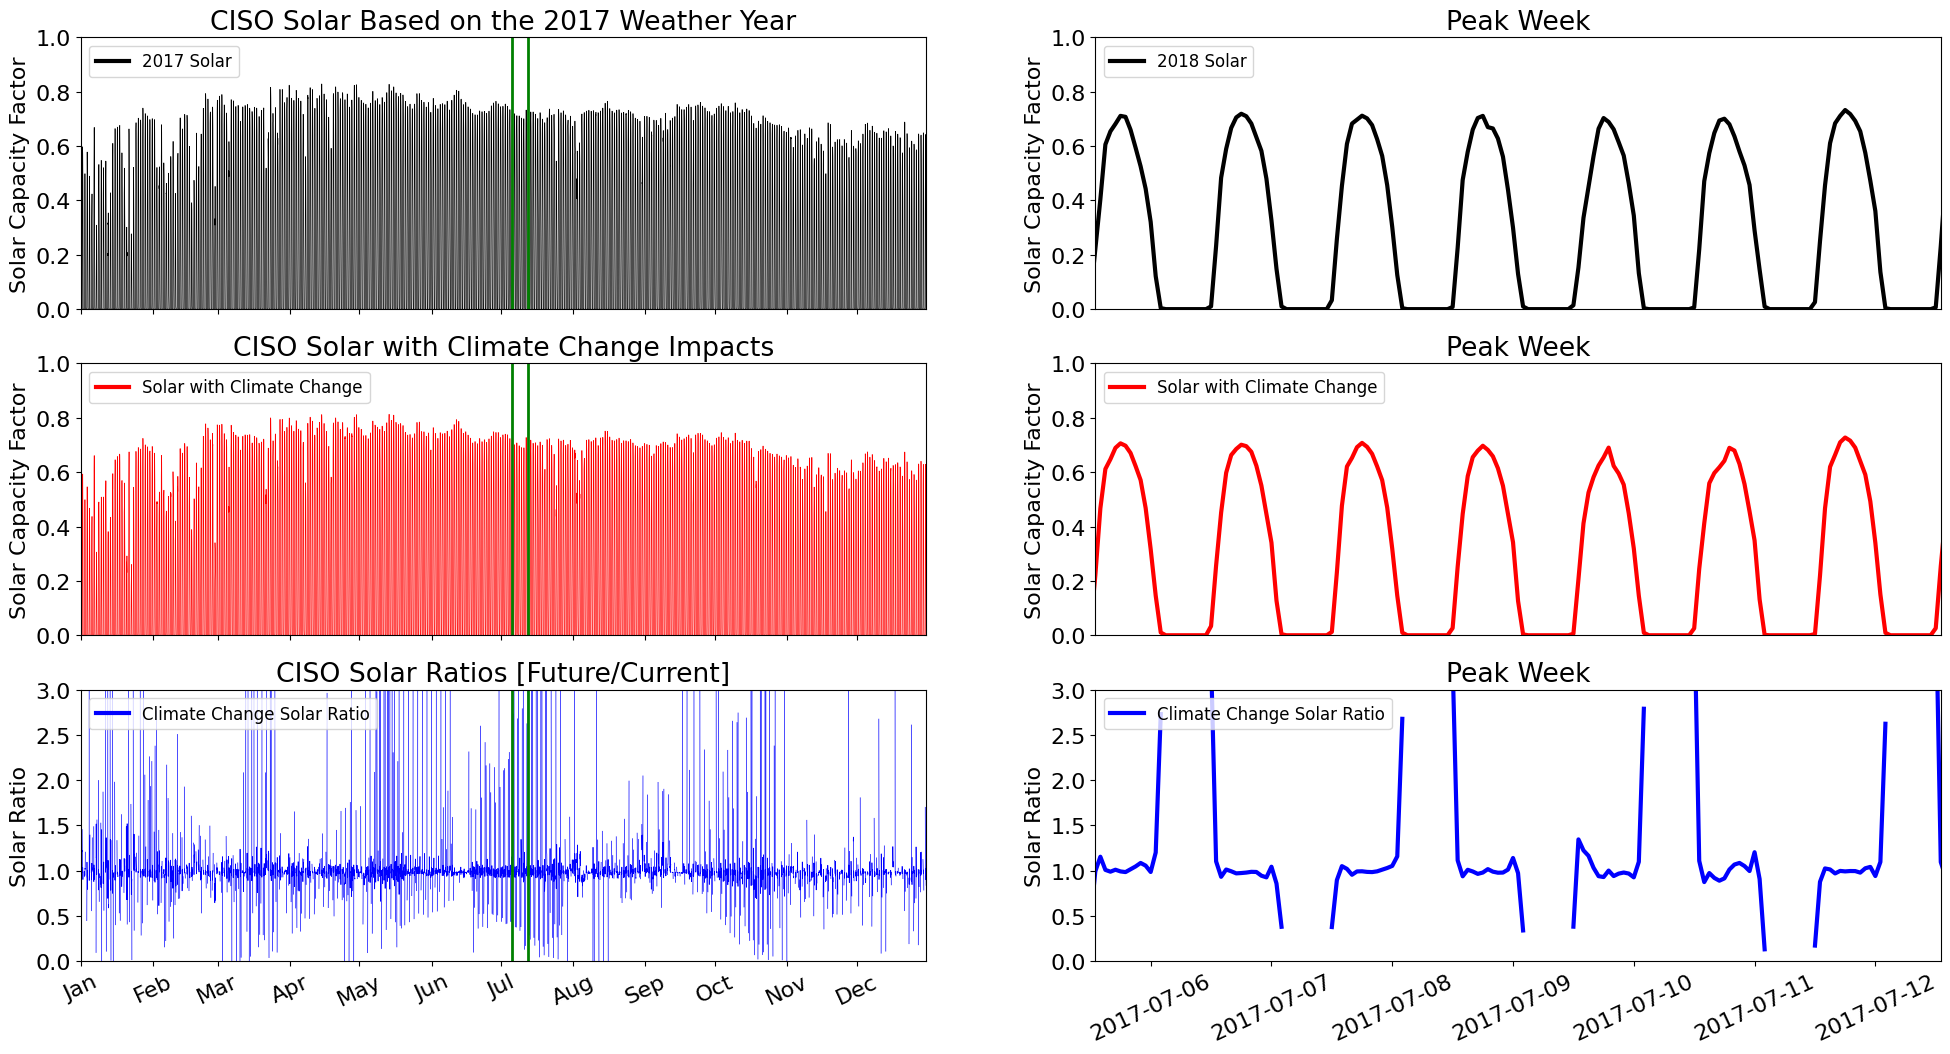 CISO Solar Based on the 2017 Weather Year
Solar Capacity Factor
1.0
0.8
0.6
0.4
0.2
0.0
2017 Solar
Peak Week
Solar Capacity Factor
1.0
0.8
0.6
0.4
0.2
0.0
2018 Solar
CISO Solar with Climate Change Impacts
Solar Capacity Factor
1.0
0.8
0.6
0.4
0.2
0.0
Solar with Climate Change
Peak Week
Solar Capacity Factor
1.0
0.8
0.6
0.4
0.2
0.0
Solar with Climate Change
CISO Solar Ratios [Future/Current]
Solar Ratio
3.0
2.5
2.0
1.5
1.0
0.5
0.0
Climate Change Solar Ratio
Jan Feb Mar Apr May Jun Jul Aug Sep Oct Nov Dec
Peak Week
Solar Ratio
3.0
2.5
2.0
1.5
1.0
0.5
0.0
Climate Change Solar Ratio
2017-07-06 2017-07-07 2017-07-08 2017-07-09 2017-07-10 2017-07-11 2017-07-12